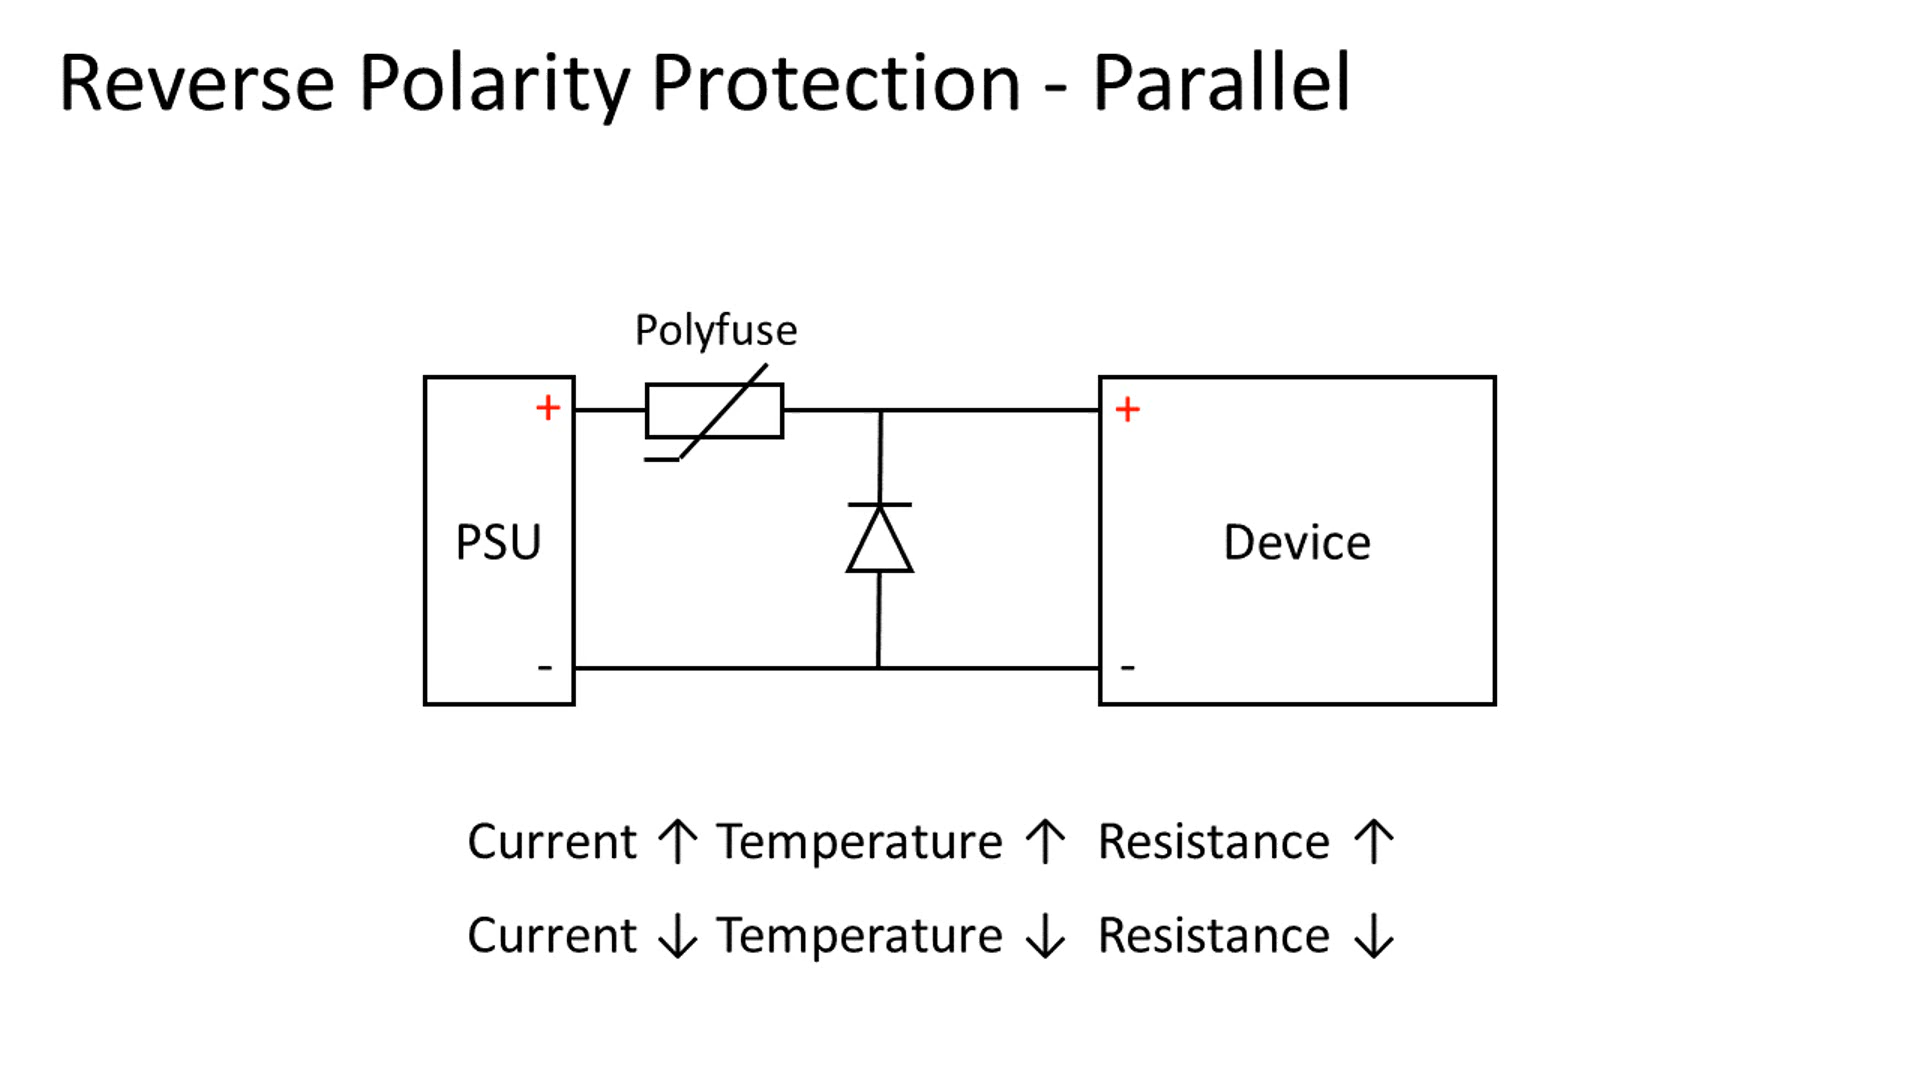 Reverse Polarity Protection - Parallel
Polyfuse
+ +
PSU Device
- -
Current ↑ Temperature ↑ Resistance ↑
Current ↓ Temperature ↓ Resistance ↓